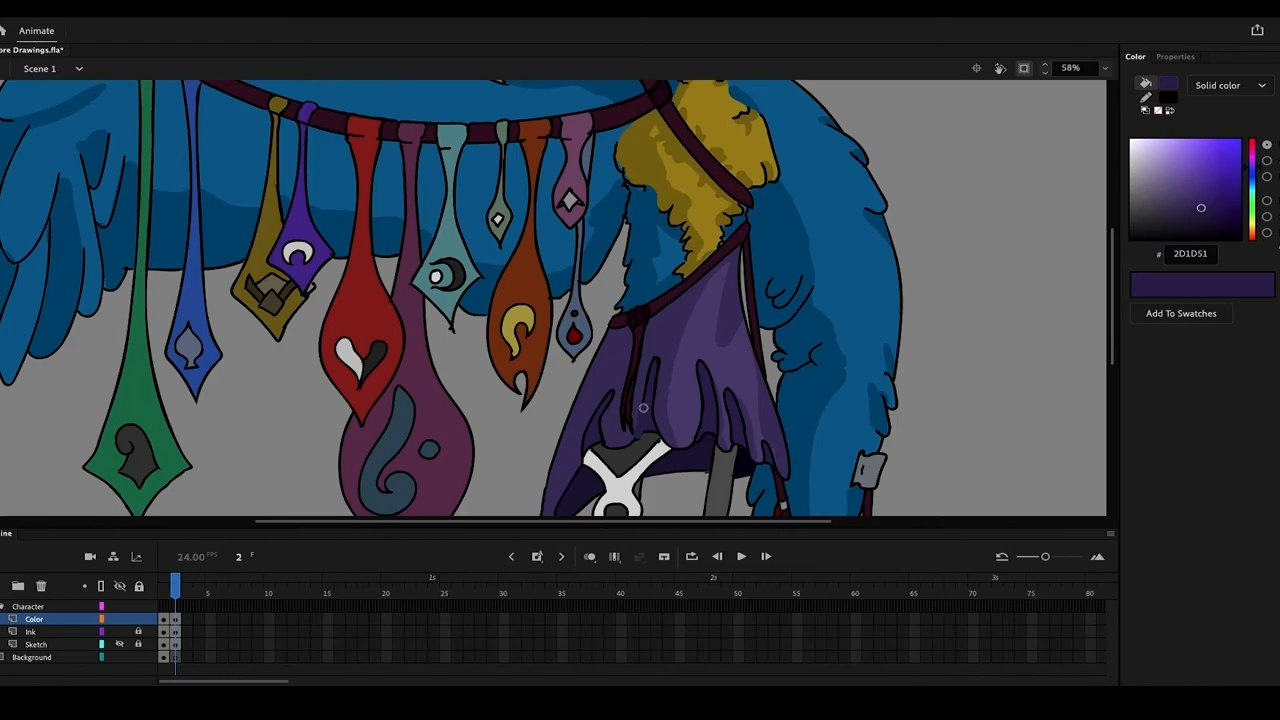 Animate
ore Drawings.fla*
Scene 1
58%
Color
Properties
Solid color
# 2D1D51
Add To Swatches
ine
24.00 FPS
2 F
1s
2s
3s
5 10 15 20 25 30 35 40 45 50 55 60 65 70 75 80
Character
Color
Ink
Sketch
Background